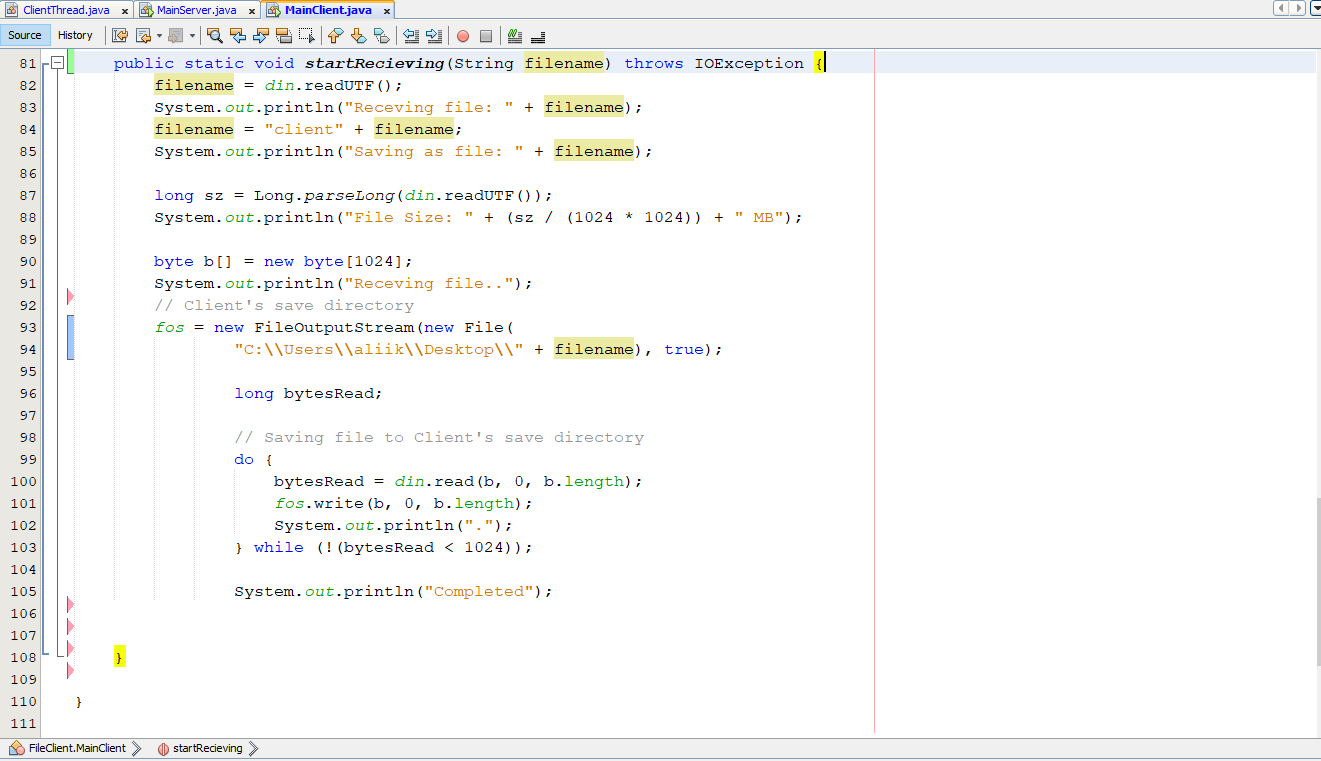 ClientThread.java x MainServer.java x MainClient.java x
Source History
81 public static void startRecieving(String filename) throws IOException {
82 filename = din.readUTF();
83 System.out.println("Receving file: " + filename);
84 filename = "client" + filename;
85 System.out.println("Saving as file: " + filename);
86
87 long sz = Long.parseLong(din.readUTF());
88 System.out.println("File Size: " + (sz / (1024 * 1024)) + " MB");
89
90 byte b[] = new byte[1024];
91 System.out.println("Receving file..");
92 // Client's save directory
93 fos = new FileOutputStream(new File(
94 "C:\\Users\\aliik\\Desktop\\" + filename), true);
95
96 long bytesRead;
97
98 // Saving file to Client's save directory
99 do {
100 bytesRead = din.read(b, 0, b.length);
101 fos.write(b, 0, b.length);
102 System.out.println(".");
103 } while (!(bytesRead < 1024));
104
105 System.out.println("Completed");
106
107
108 }
109
110 }
111
FileClient.MainClient startRecieving